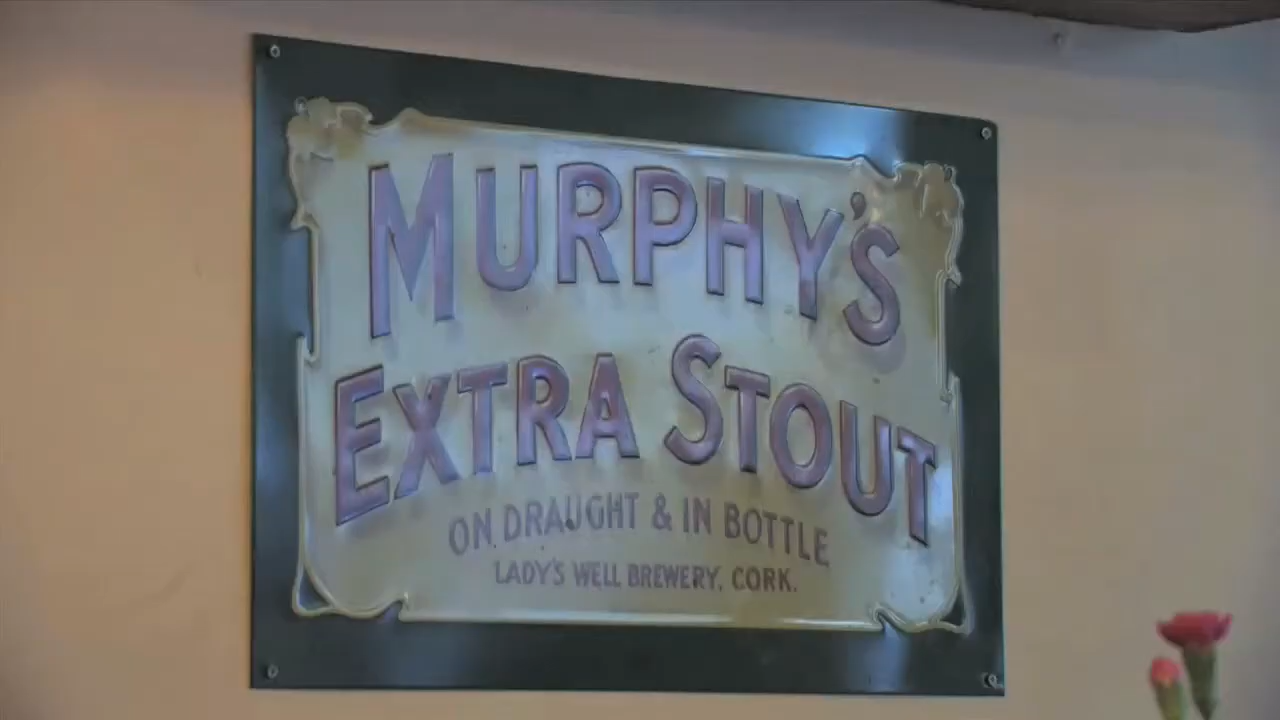 MURPHY'S
EXTRA STOUT
ON DRAUGHT & IN BOTTLE
LADY'S WELL BREWERY, CORK.